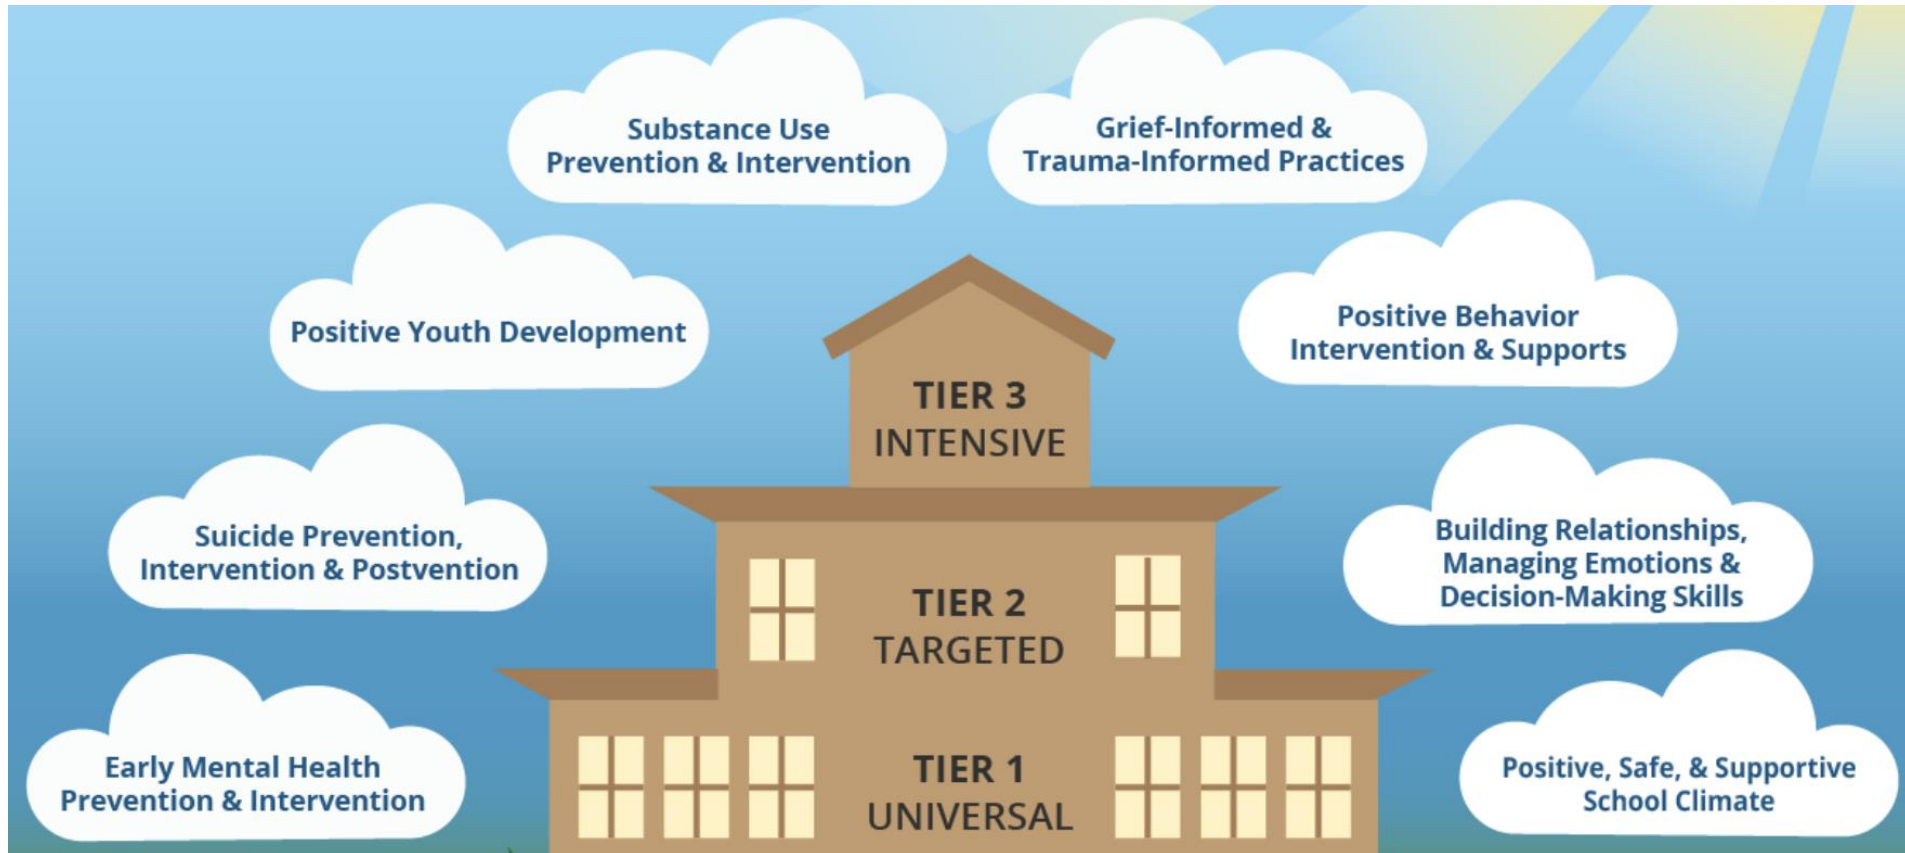 Substance Use
Prevention & Intervention
Grief-Informed &
Trauma-Informed Practices
Positive Youth Development
Positive Behavior
Intervention & Supports
TIER 3
INTENSIVE
Suicide Prevention,
Intervention & Postvention
Building Relationships,
Managing Emotions &
Decision-Making Skills
TIER 2
TARGETED
Early Mental Health
Prevention & Intervention
TIER 1
UNIVERSAL
Positive, Safe, & Supportive
School Climate